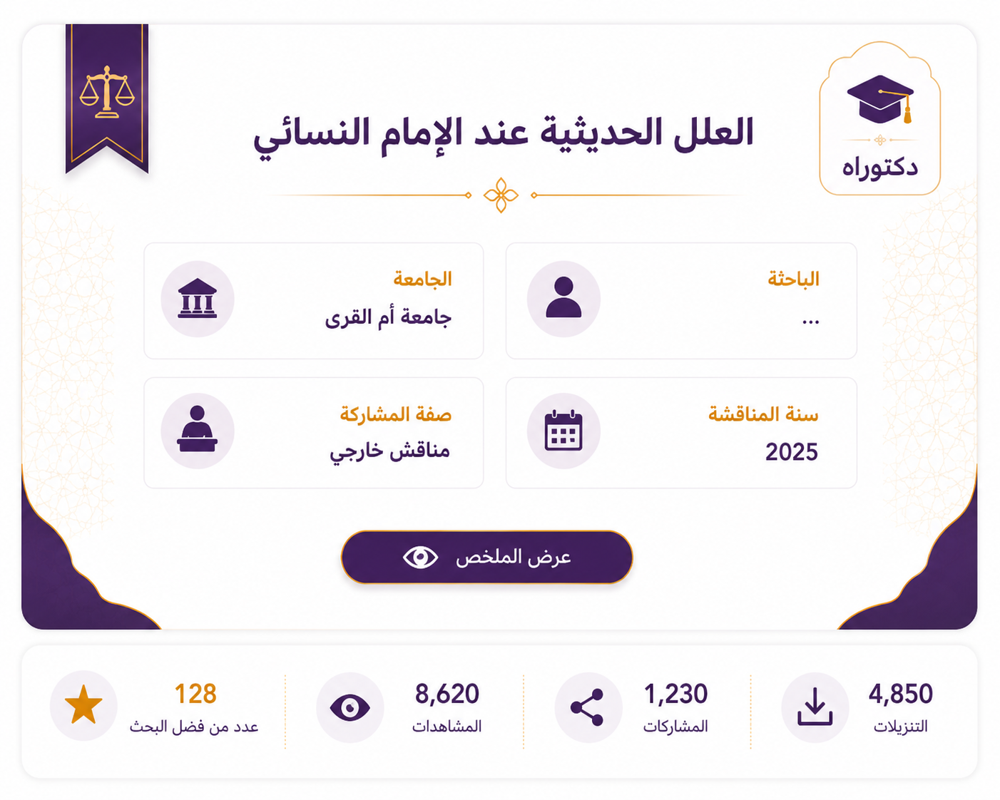 دكتوراه
العلل الحديثية عند الإمام النسائي
الباحثة
...
الجامعة
جامعة أم القرى
سنة المناقشة
2025
صفة المشاركة
مناقش خارجي
عرض الملخص
4,850
التنزيلات
1,230
المشاركات
8,620
المشاهدات
128
عدد من فضل البحث